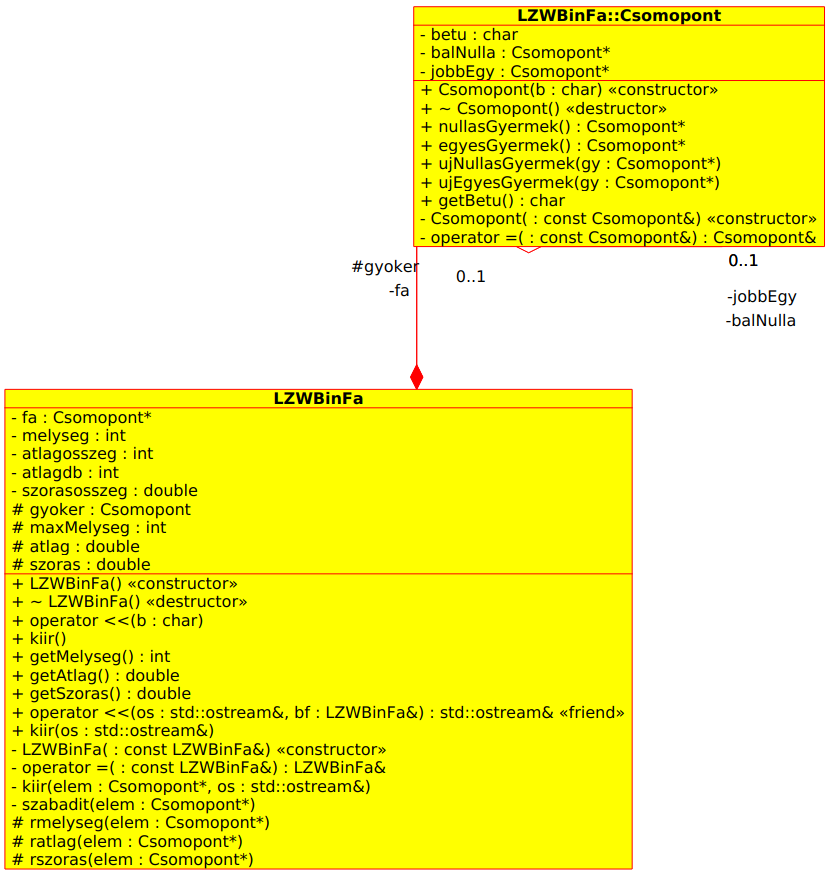 LZWBinFa::Csomopont
- betu : char
- balNulla : Csomopont*
- jobbEgy : Csomopont*
+ Csomopont(b : char) «constructor»
+ ~ Csomopont() «destructor»
+ nullasGyermek() : Csomopont*
+ egyesGyermek() : Csomopont*
+ ujNullasGyermek(gy : Csomopont*)
+ ujEgyesGyermek(gy : Csomopont*)
+ getBetu() : char
- Csomopont( : const Csomopont&) «constructor»
- operator =( : const Csomopont&) : Csomopont&
#gyoker
-fa
0..1
0..1
-jobbEgy
-balNulla
LZWBinFa
- fa : Csomopont*
- melyseg : int
- atlagosszeg : int
- atlagdb : int
- szorasosszeg : double
# gyoker : Csomopont
# maxMelyseg : int
# atlag : double
# szoras : double
+ LZWBinFa() «constructor»
+ ~ LZWBinFa() «destructor»
+ operator <<(b : char)
+ kiir()
+ getMelyseg() : int
+ getAtlag() : double
+ getSzoras() : double
+ operator <<(os : std::ostream&, bf : LZWBinFa&) : std::ostream& «friend»
+ kiir(os : std::ostream&)
- LZWBinFa( : const LZWBinFa&) «constructor»
- operator =( : const LZWBinFa&) : LZWBinFa&
- kiir(elem : Csomopont*, os : std::ostream&)
- szabadit(elem : Csomopont*)
# rmelyseg(elem : Csomopont*)
# ratlag(elem : Csomopont*)
# rszoras(elem : Csomopont*)